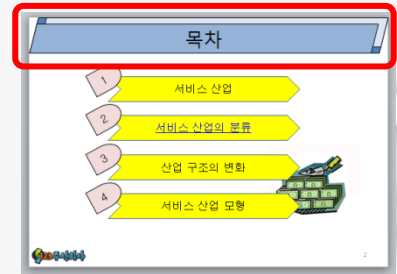 목차
1
서비스 산업
2
서비스 산업의 분류
3
산업 구조의 변화
4
서비스 산업 모형
2